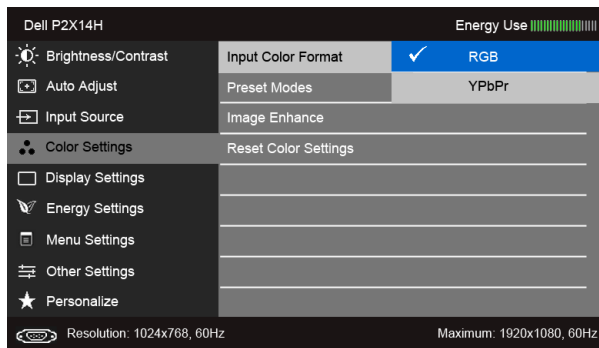 Dell P2X14H
Energy Use
Brightness/Contrast
Input Color Format
RGB
Auto Adjust
Preset Modes
YPbPr
Input Source
Image Enhance
Color Settings
Reset Color Settings
Display Settings
Energy Settings
Menu Settings
Other Settings
Personalize
Resolution: 1024x768, 60Hz
Maximum: 1920x1080, 60Hz